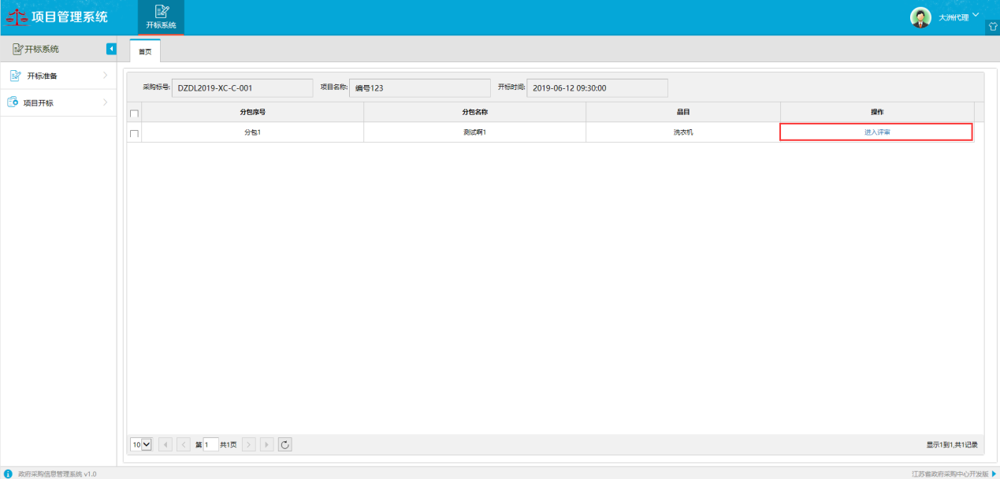 项目管理系统
开标系统
大洲代理
开标系统
首页
开标准备
项目开标
采购标号: DZDL2019-XC-C-001 项目名称: 编号123 开标时间: 2019-06-12 09:30:00
分包序号 分包名称 品目 操作
分包1 测试啊1 洗衣机 进入评审
10 第 1 共1页 显示1到1,共1记录
政府采购信息管理系统 v1.0 江苏省政府采购中心开发版